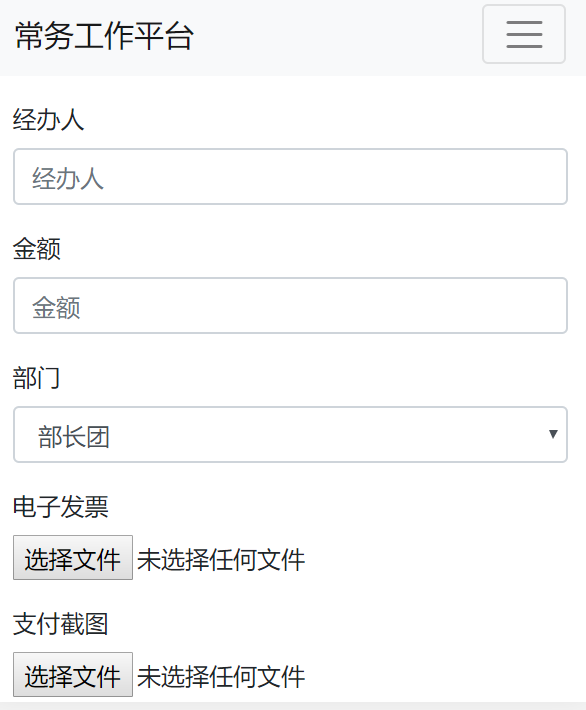 常务工作平台
经办人
经办人
金额
金额
部门
部长团
电子发票
选择文件 未选择任何文件
支付截图
选择文件 未选择任何文件